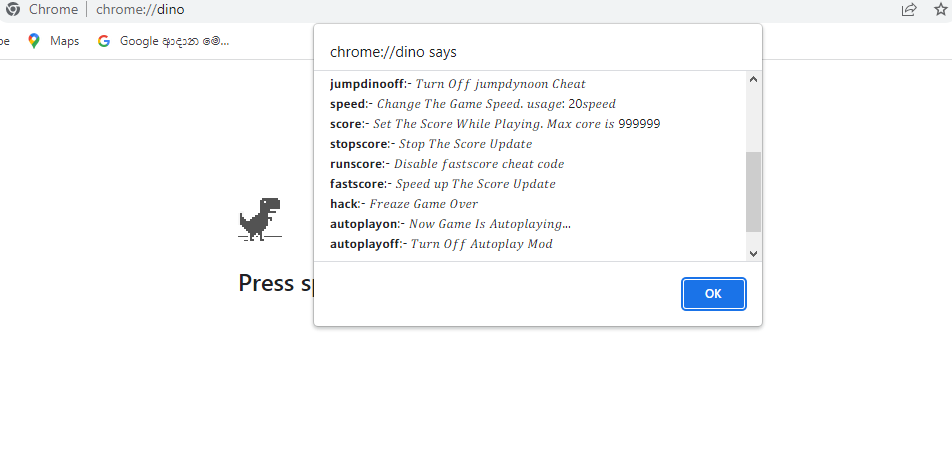 Chrome | chrome://dino
Maps Google ආදාන මෙ...
chrome://dino says
jumpdinooff:- Turn Off jumpdynoon Cheat
speed:- Change The Game Speed. usage: 20speed
score:- Set The Score While Playing. Max core is 999999
stopscore:- Stop The Score Update
runscore:- Disable fastscore cheat code
fastscore:- Speed up The Score Update
hack:- Freaze Game Over
autoplayon:- Now Game Is Autoplaying...
autoplayoff:- Turn Off Autoplay Mod
OK
Press